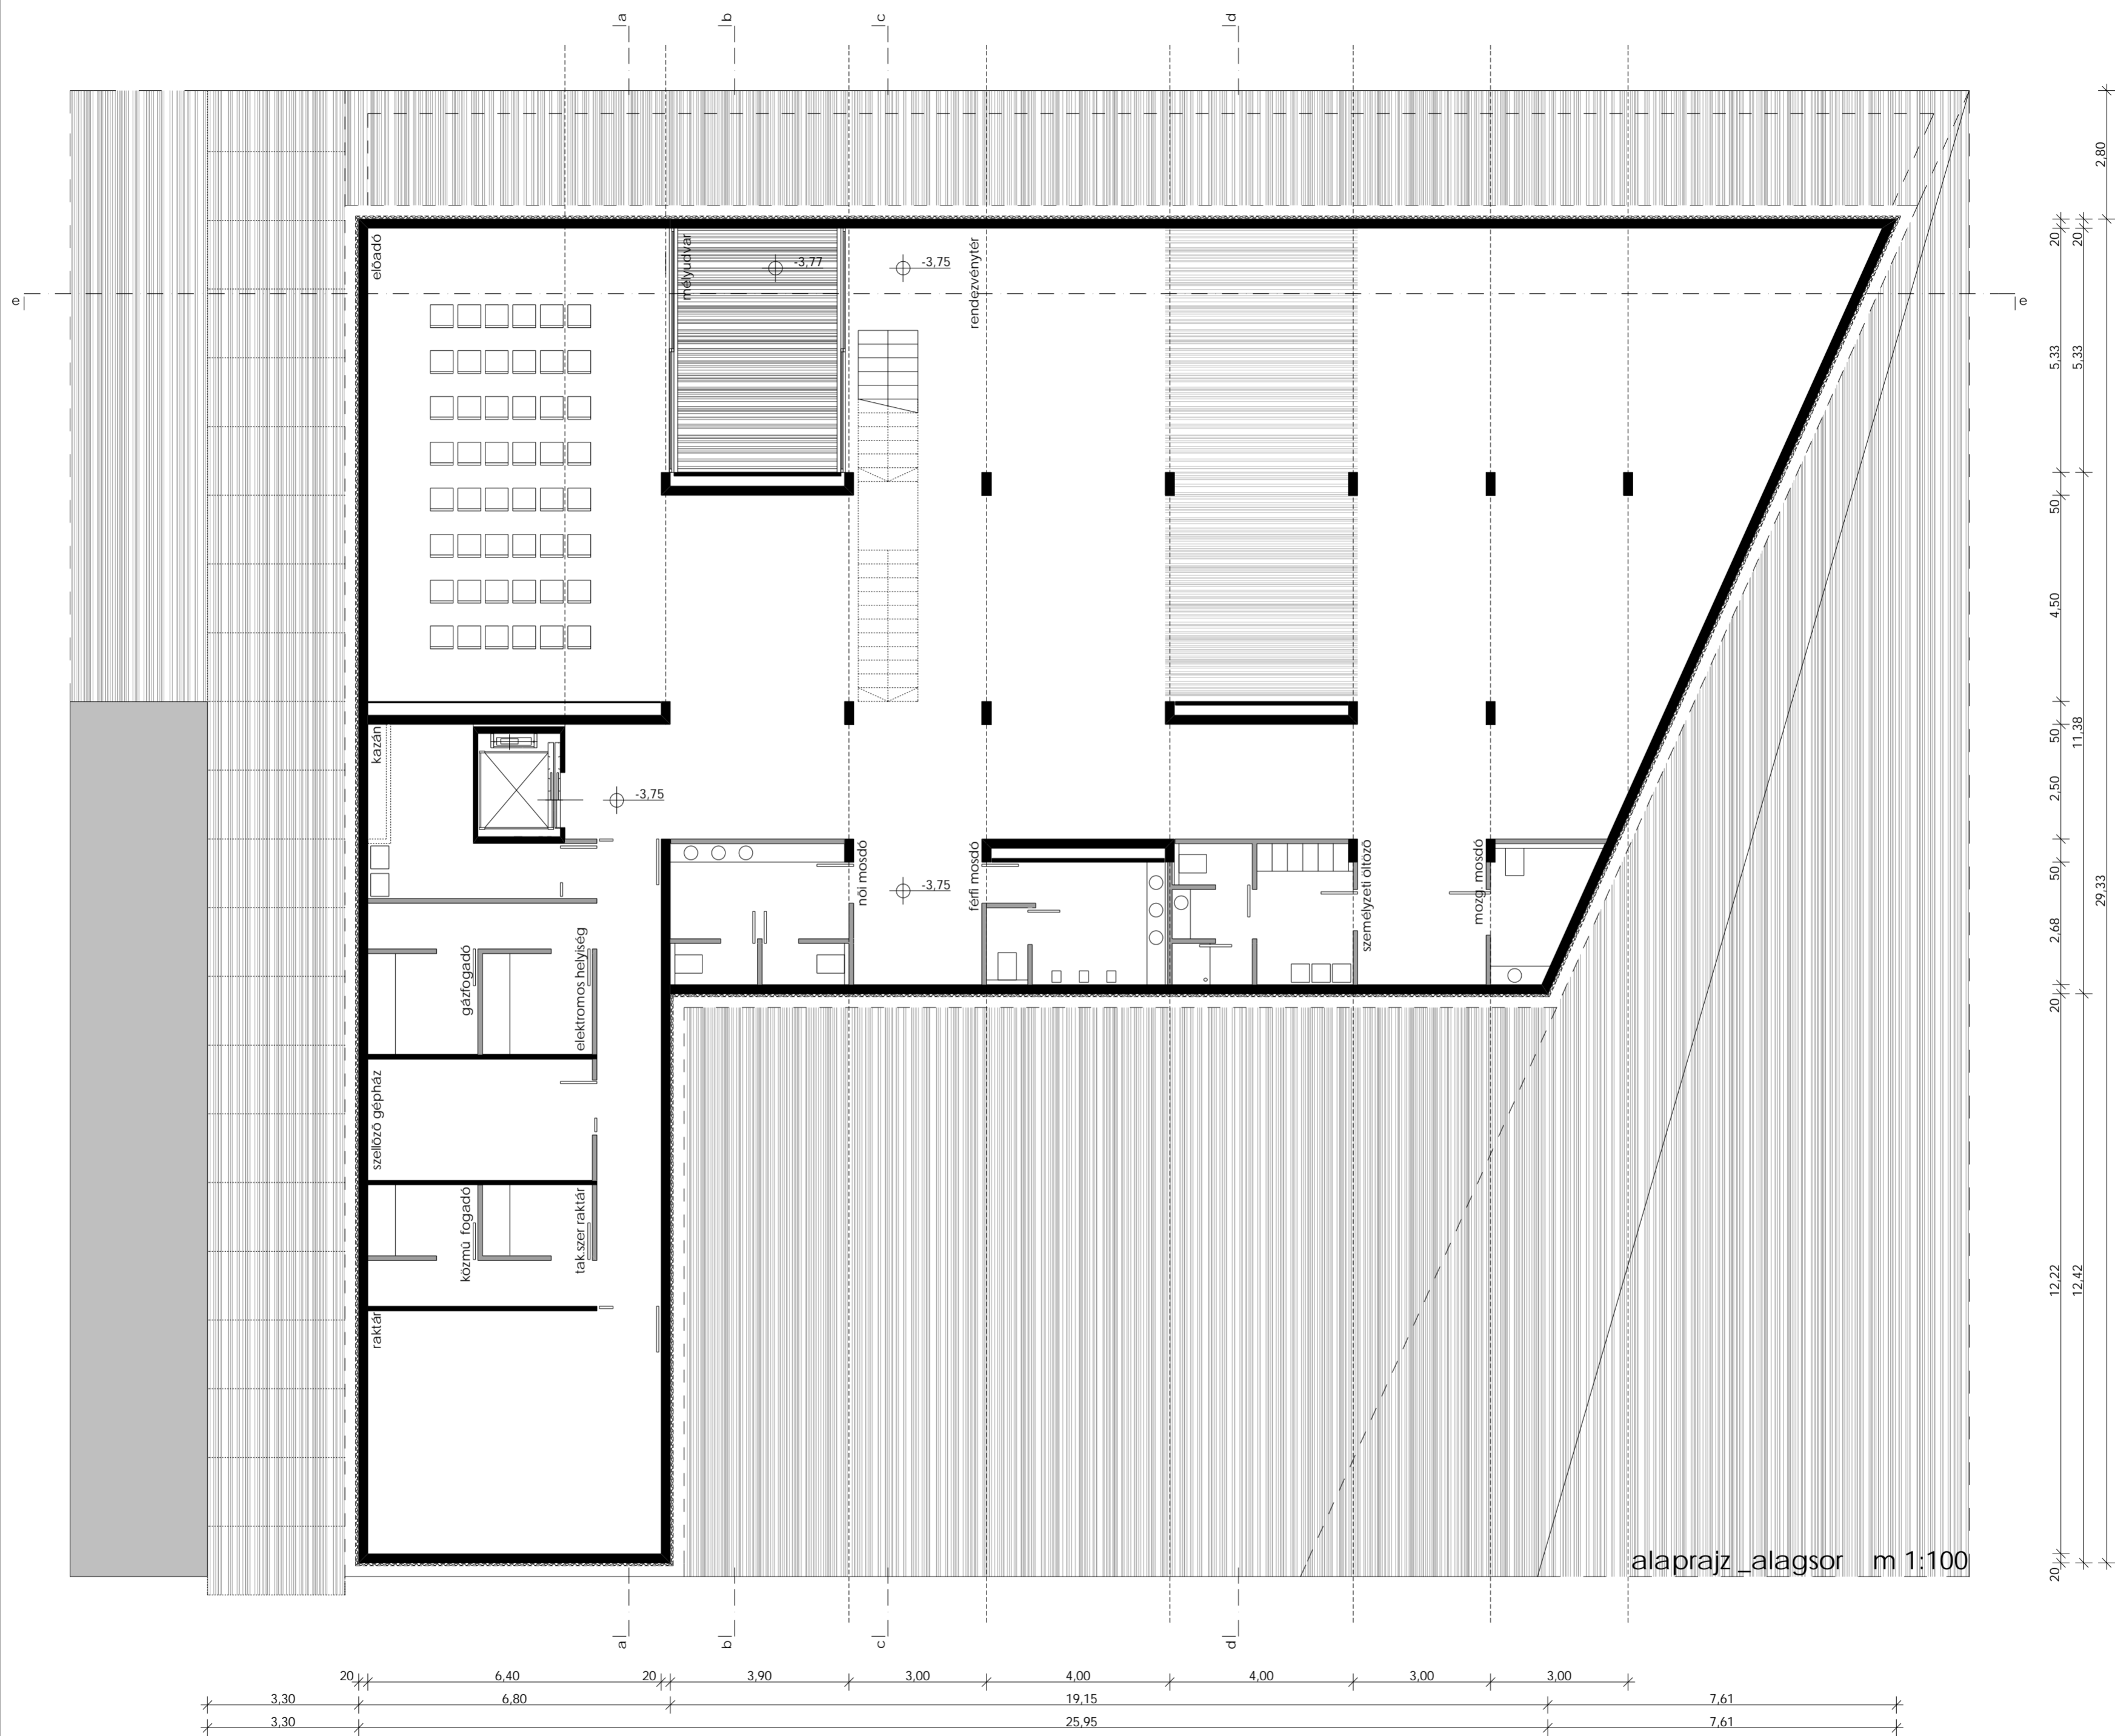 a
b
c
d
előadó
mélyudvar
-3,77
-3,75
rendezvénytér
e
e
kazán
-3,75
női mosdó
-3,75
férfi mosdó
személyzeti öltöző
mozg. mosdó
gázfogadó
elektromos helyiség
szellőző gépház
közmű fogadó
tak.szer raktár
raktár
alaprajz_alagsor m 1:100
a
b
c
d
2,80
20
20
5,33
5,33
50
4,50
50
11,38
2,50
50
29,33
2,68
20
12,22
12,42
20
20
6,40
20
3,90
3,00
4,00
4,00
3,00
3,00
3,30
6,80
19,15
7,61
3,30
25,95
7,61